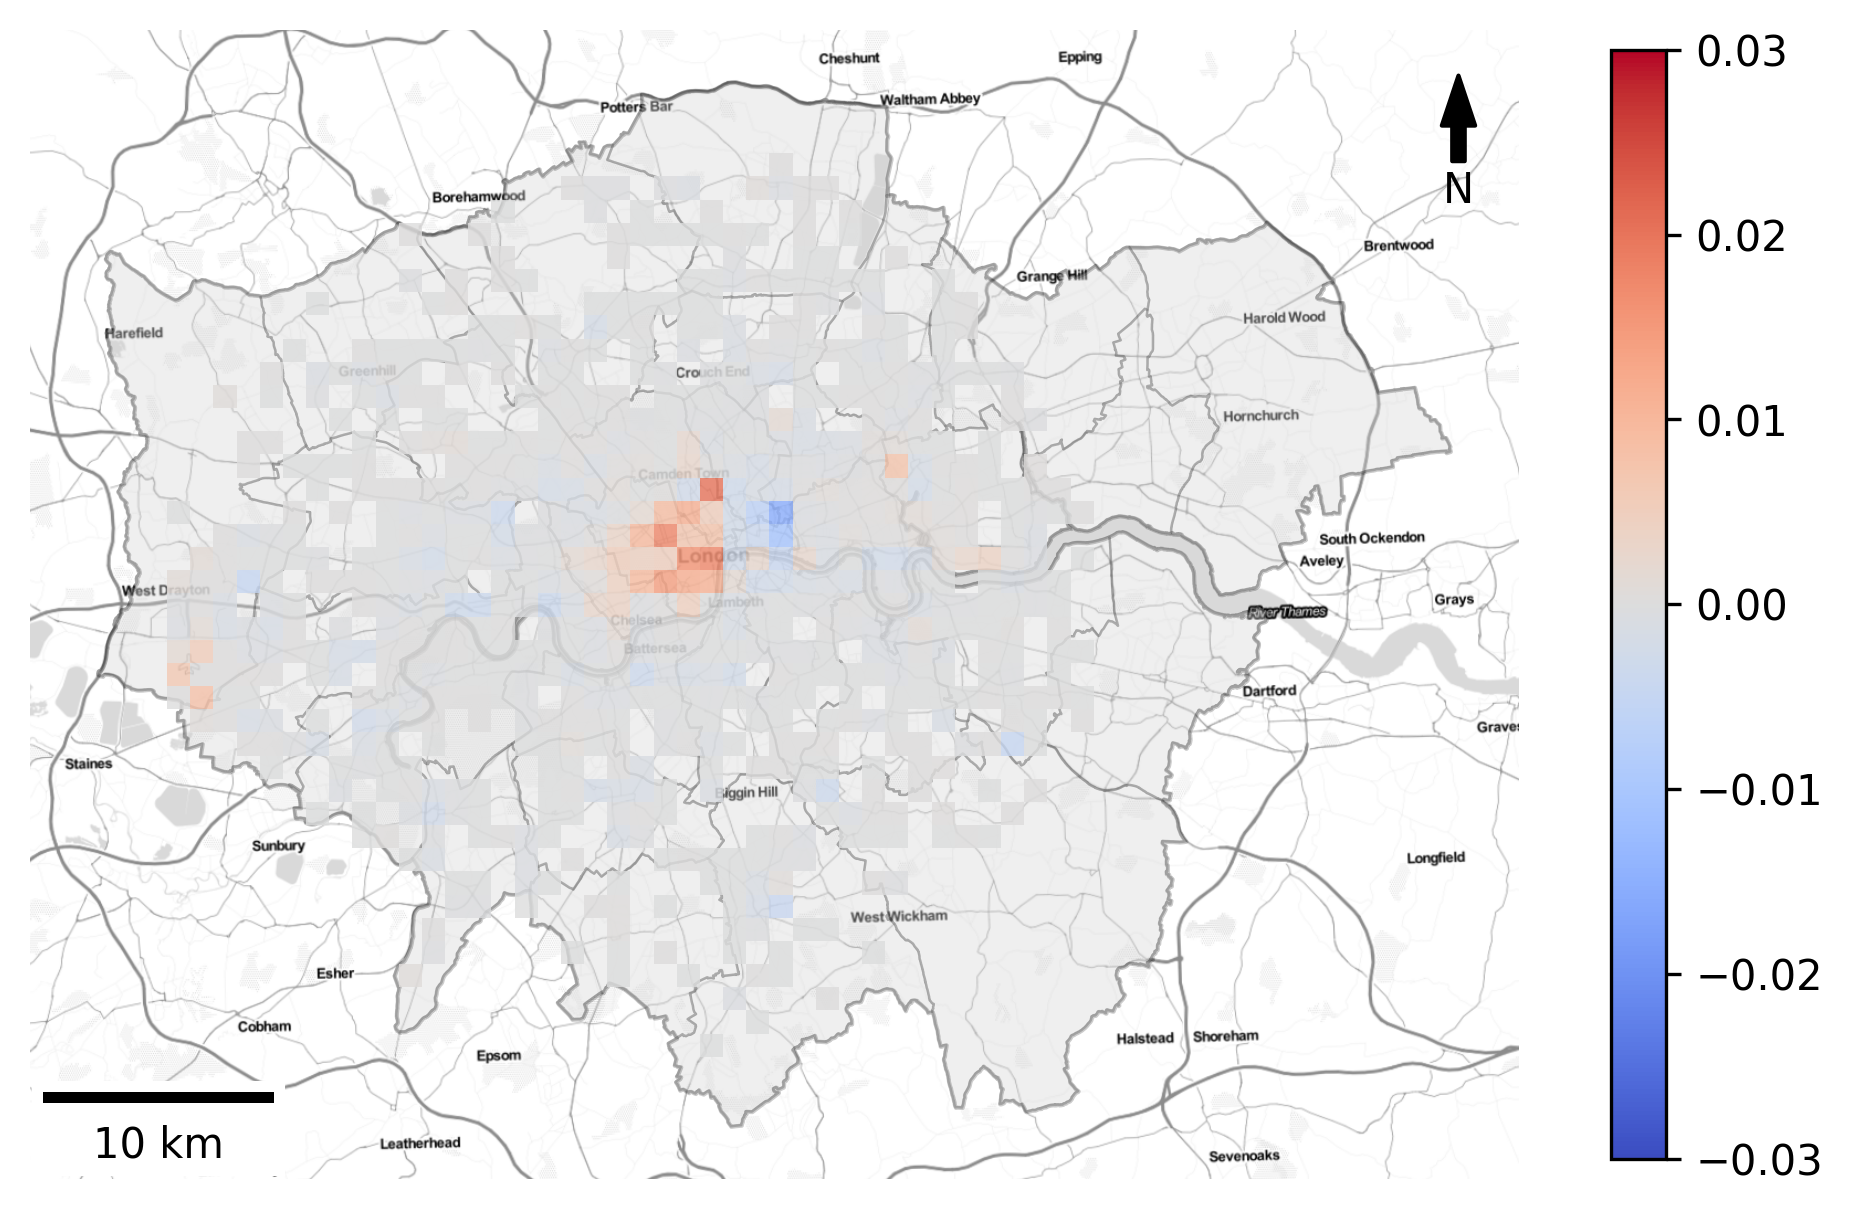 Cheshunt
Epping
0.03
Potters Bar
Waltham Abbey
Borehamwood
N
0.02
Brentwood
Grange Hill
Harefield
Harold Wood
Greenhill
Crouch End
Hornchurch
0.01
Camden Town
London
South Ockendon
Aveley
West Drayton
Lambeth
Grays
0.00
River Thames
Chelsea
Battersea
Dartford
Graves
Staines
Biggin Hill
−0.01
Sunbury
Longfield
West Wickham
Esher
−0.02
Cobham
Halstead
Shoreham
Epsom
10 km
Leatherhead
Sevenoaks
−0.03